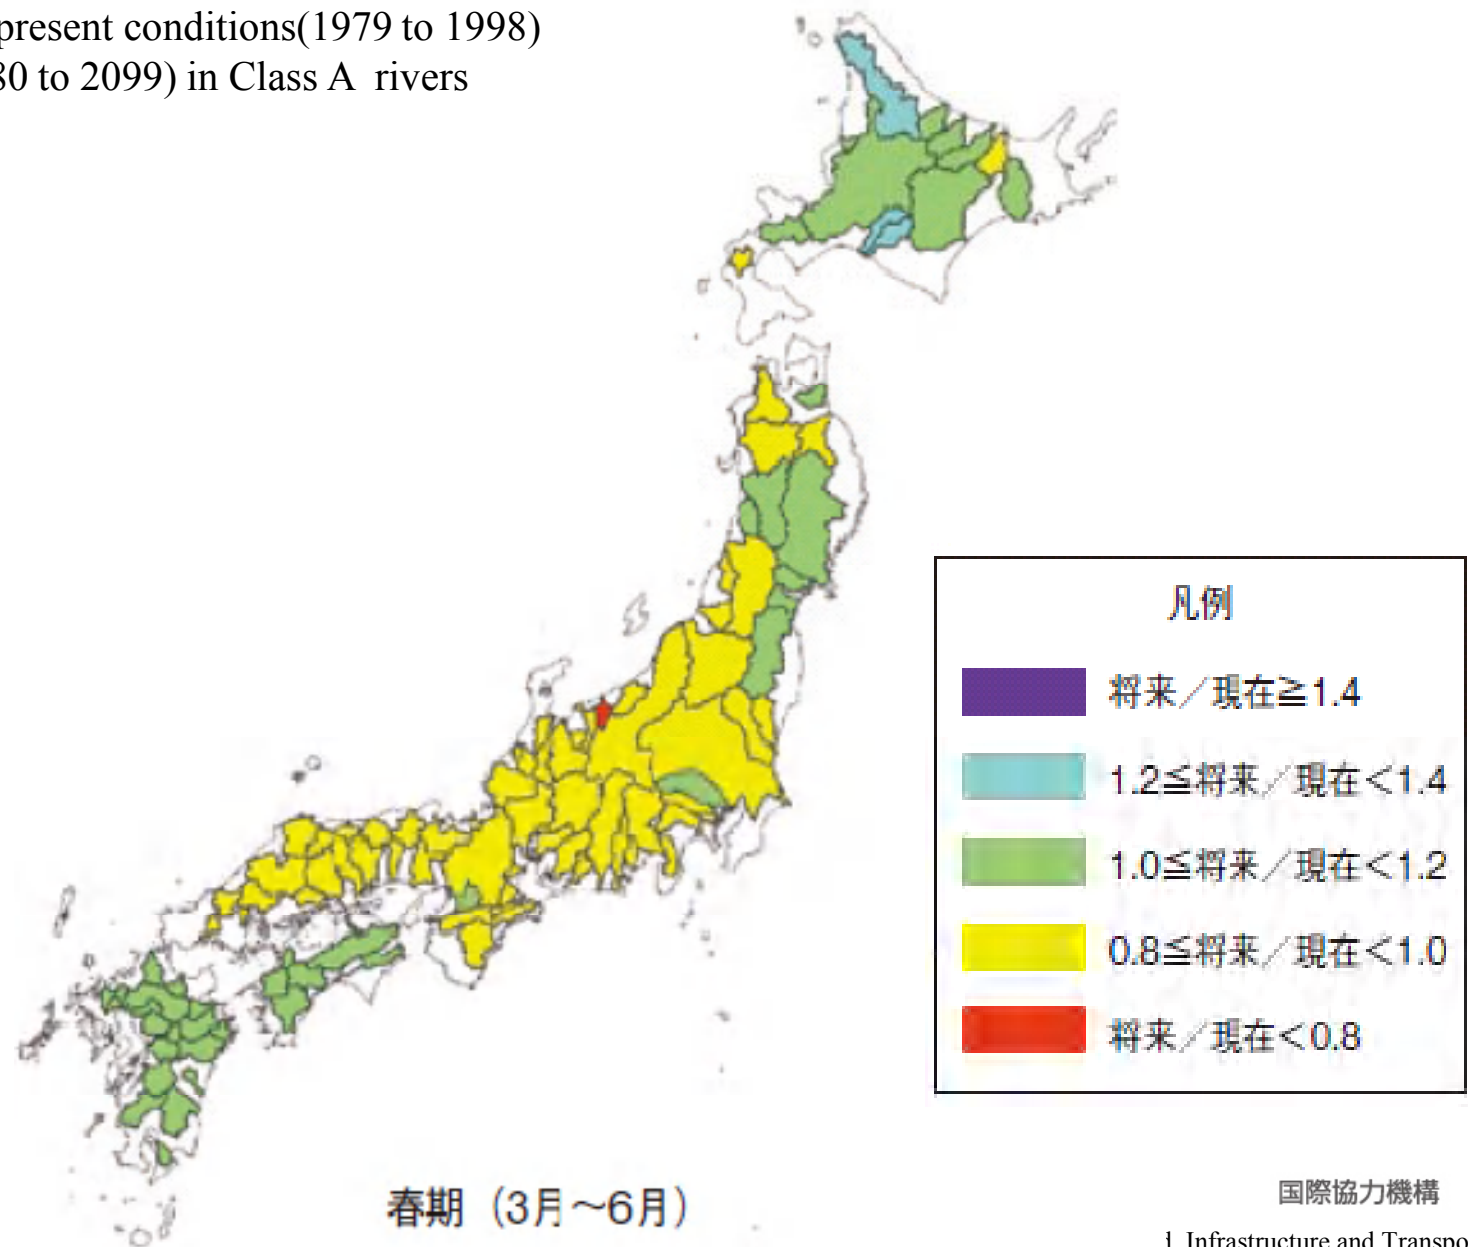 present conditions(1979 to 1998)
80 to 2099) in Class A rivers
凡例
将来／現在≧1.4
1.2≦将来／現在＜1.4
1.0≦将来／現在＜1.2
0.8≦将来／現在＜1.0
将来／現在＜0.8
春期（3月～6月）
国際協力機構
Infrastructure and Transpo